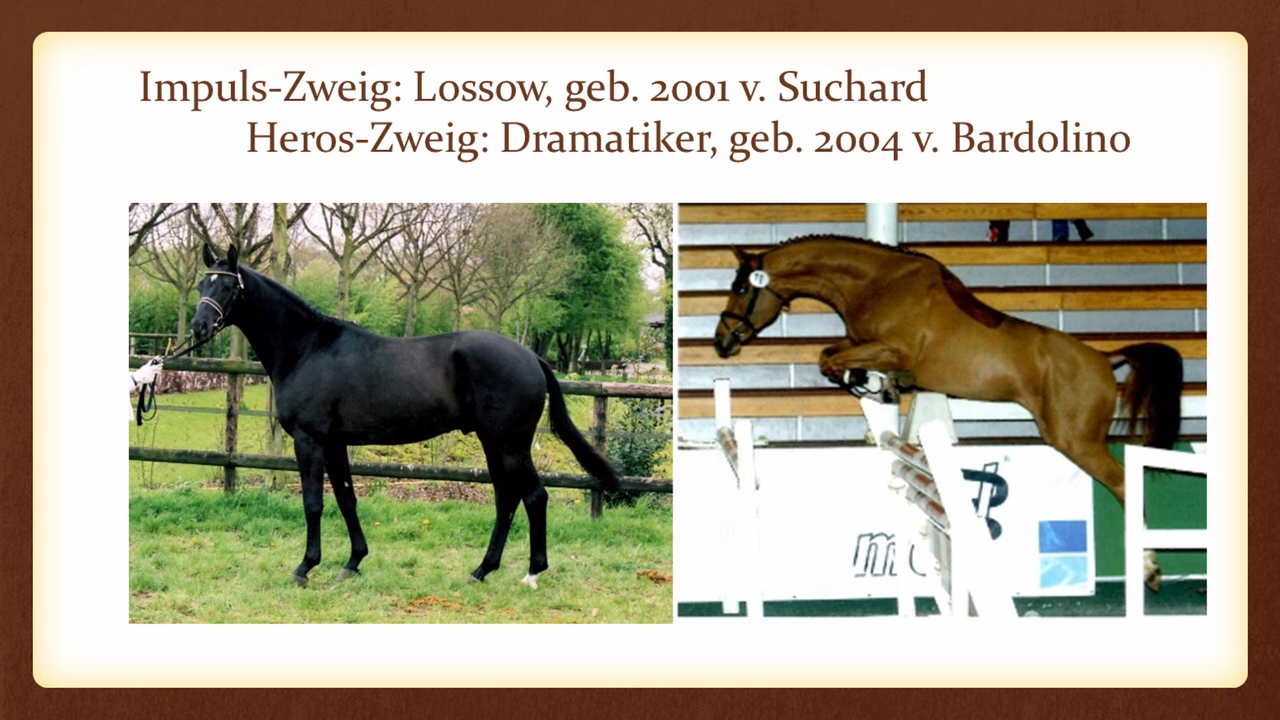 Impuls-Zweig: Lossow, geb. 2001 v. Suchard
Heros-Zweig: Dramatiker, geb. 2004 v. Bardolino